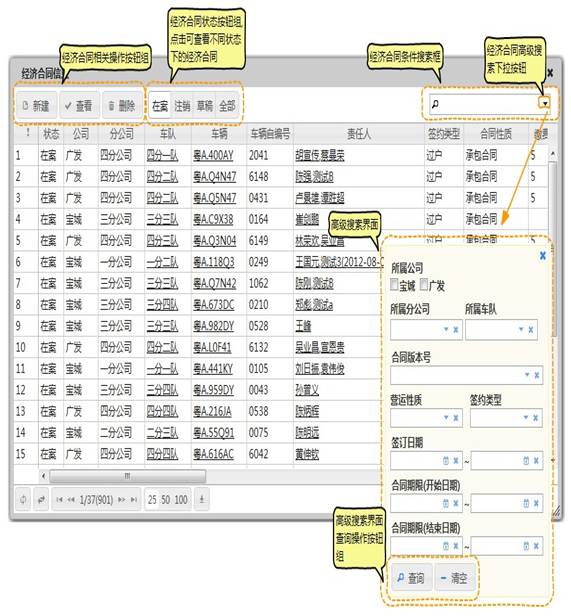 经济合同状态按钮组,
点击可查看不同状态
下的经济合同
经济合同相关操作按钮组
经济合同条件搜素框
经济合同高级搜
素下拉按钮
经济合同信
新建 查看 删除 在案 注销 草稿 全部
! 状态 公司 分公司 车队 车辆 车辆自编号 责任人 签约类型 合同性质
1 在案 广发 四分公司 四分一队 粤A.400AY 2041 胡宣传,蔡晨荣 过户 承包合同 5
2 在案 广发 四分公司 四分二队 粤A.Q4N47 6148 陈强,测试B 过户 承包合同 5
3 在案 广发 四分公司 四分二队 粤A.Q5N47 0431 卢景雄,谭胜超 过户 承包合同 5
4 在案 宝城 三分公司 三分三队 粤A.C9X38 0164 崔剑鹏 过户 承包合同
5 在案 广发 四分公司 四分三队 粤A.Q3N04 6149 林荣欢,吴业昌 过户 承包合同 5
6 在案 宝城 一分公司 一分二队 粤A.118Q3 0249 王国元,测试3(2012-08-0
7 在案 宝城 三分公司 三分三队 粤A.Q7N42 1062 陈刚,测试B
8 在案 宝城 三分公司 三分四队 粤A.673DC 0210 郑彪,测试a
9 在案 宝城 三分公司 三分三队 粤A.982DY 0528 王峰
10 在案 广发 四分公司 四分二队 粤A.L0F41 6132 吴业昌,宣恩贵
11 在案 宝城 一分公司 一分一队 粤A.441KY 0105 刘日振,袁伟俊
12 在案 宝城 三分公司 三分四队 粤A.959DY 0043 孙普义
13 在案 广发 四分公司 四分四队 粤A.216JA 0538 陈炳辉
14 在案 宝城 二分公司 二分三队 粤A.55Q91 0075 陈明远
15 在案 广发 四分公司 四分四队 粤A.616AC 6042 黄伸钦
1/37(901) 25 50 100
高级搜素界面
所属公司
宝城 广发
所属分公司 所属车队
合同版本号
营运性质 签约类型
签订日期
~
合同期限(开始日期)
~
合同期限(结束日期)
~
高级搜素界面
查询操作按钮
组
查询 清空